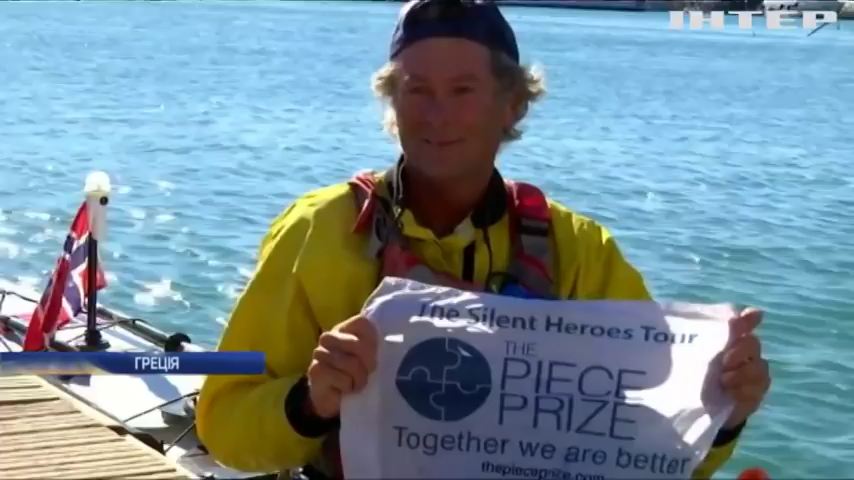 ІНТЕР
The Silent Heroes Tour
THE
PIECE
PRIZE
Together we are better
thepieceprize.com
ГРЕЦІЯ